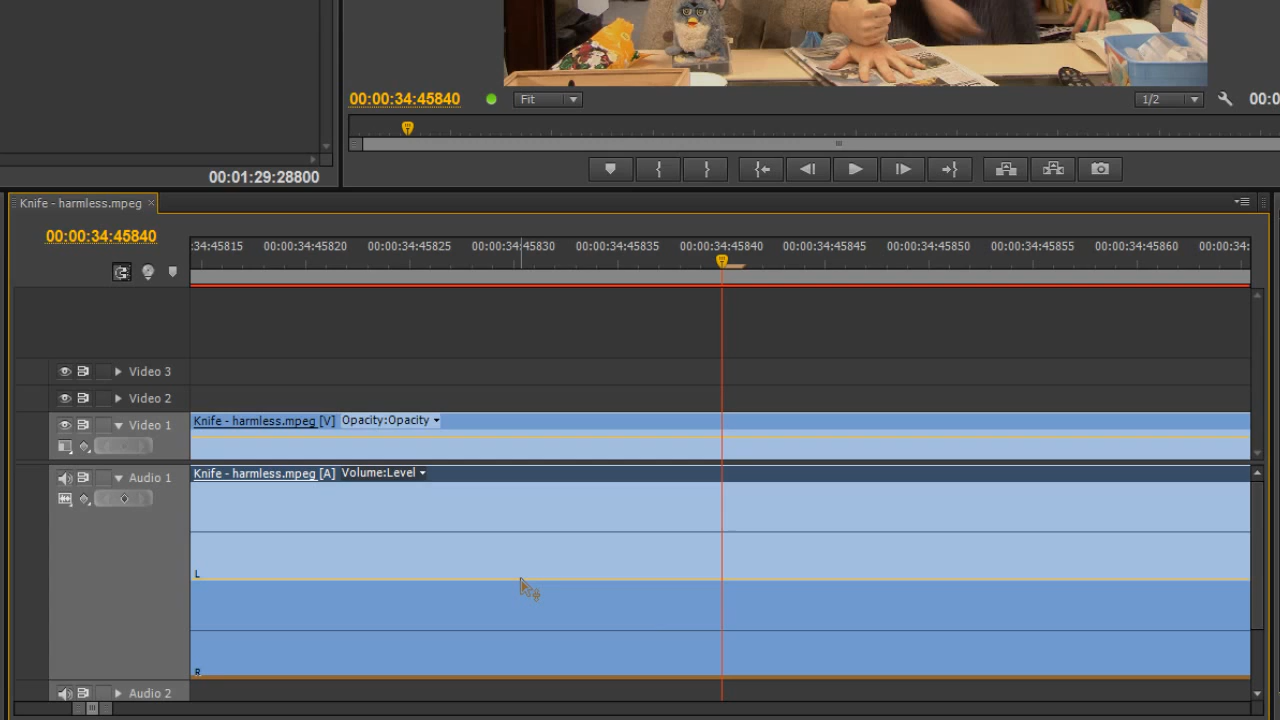 00:00:34:45840
Fit
1/2
00:0
00:01:29:28800
Knife - harmless.mpeg ×
00:00:34:45840
:34:45815 00:00:34:45820 00:00:34:45825 00:00:34:45830 00:00:34:45835 00:00:34:45840 00:00:34:45845 00:00:34:45850 00:00:34:45855 00:00:34:45860 00:00:34:
Video 3
Video 2
Video 1
Knife - harmless.mpeg [V] Opacity:Opacity
Audio 1
Knife - harmless.mpeg [A] Volume:Level
L
R
Audio 2